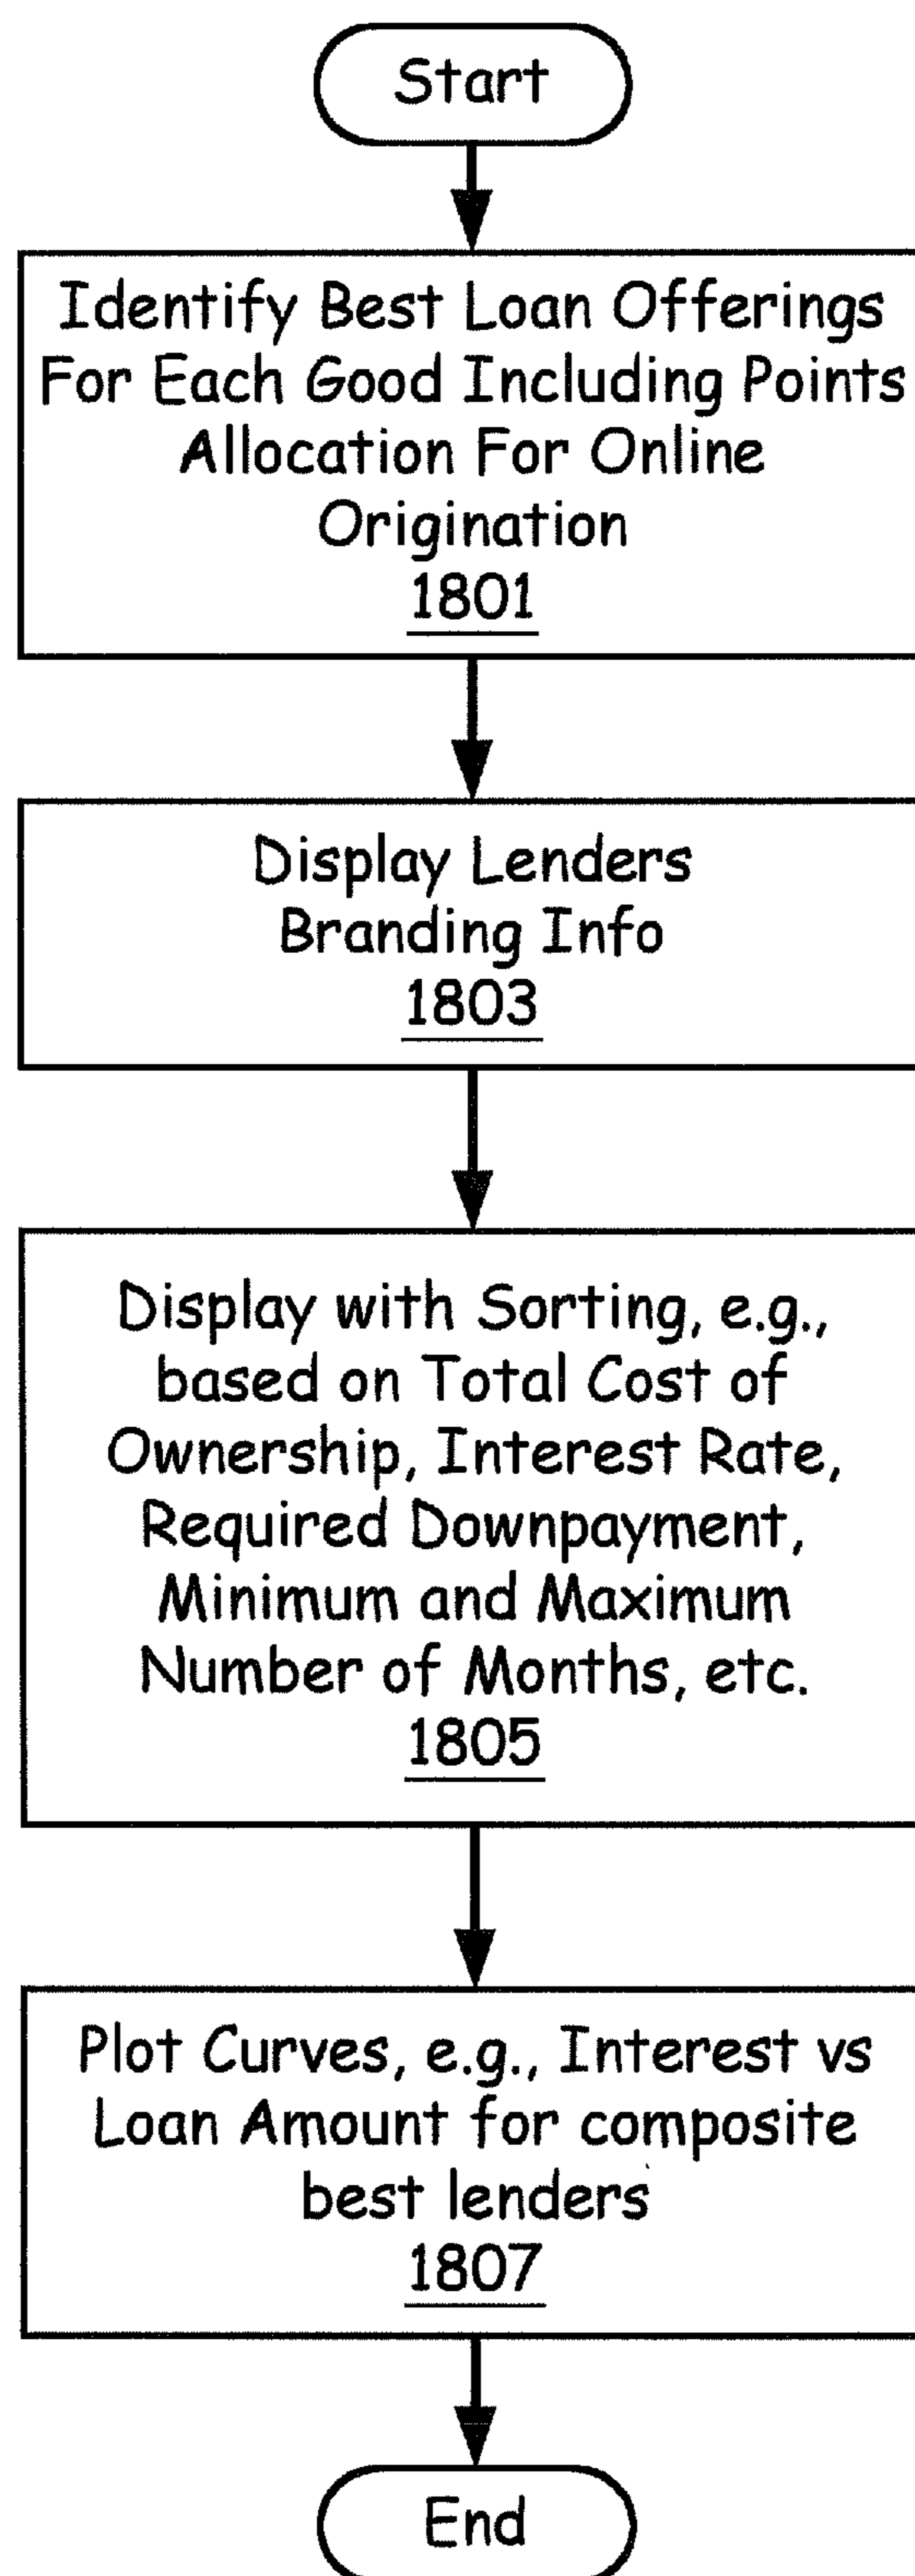 Start
Identify Best Loan Offerings
For Each Good Including Points
Allocation For Online
Origination
1801
Display Lenders
Branding Info
1803
Display with Sorting, e.g.,
based on Total Cost of
Ownership, Interest Rate,
Required Downpayment,
Minimum and Maximum
Number of Months, etc.
1805
Plot Curves, e.g., Interest vs
Loan Amount for composite
best lenders
1807
End